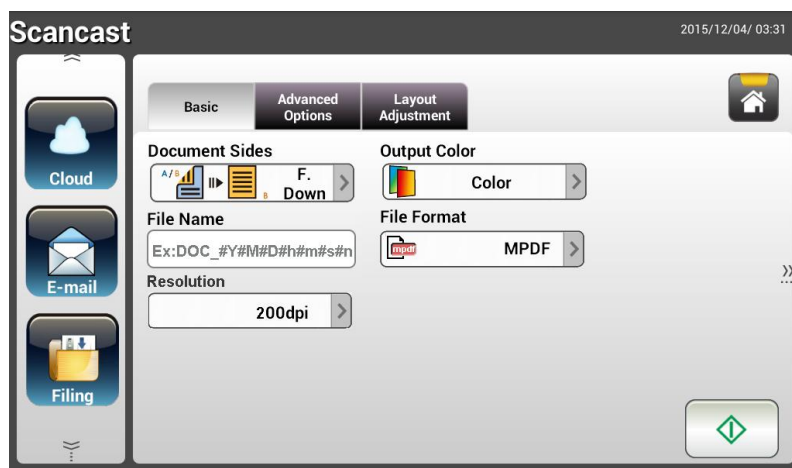 Scancast
2015/12/04/ 03:31
Cloud
E-mail
Filing
Basic
Advanced
Options
Layout
Adjustment
Document Sides
A/B
B
F.
Down
Output Color
Color
File Name
Ex:DOC_#Y#M#D#h#m#s#n
File Format
mpdf
MPDF
Resolution
200dpi